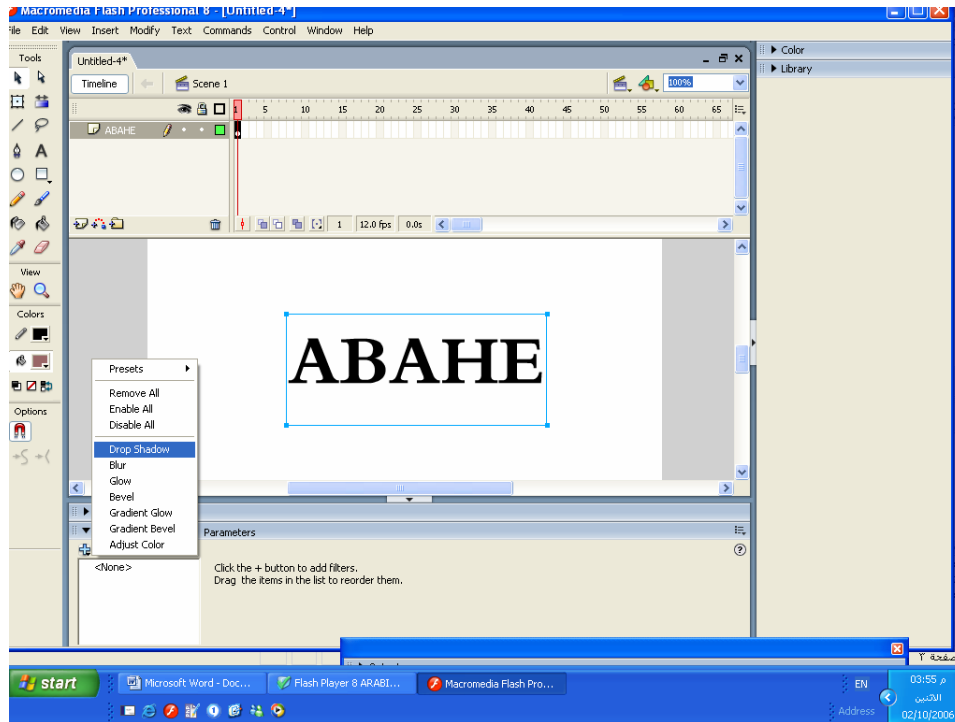 Macromedia Flash Professional 8 - [Untitled-4*]
File Edit View Insert Modify Text Commands Control Window Help
Tools
View
Colors
Options
Untitled-4*
Timeline
Scene 1
100%
1 5 10 15 20 25 30 35 40 45 50 55 60 65
ABAHE
1 12.0 fps 0.0s
ABAHE
Presets
Remove All
Enable All
Disable All
Drop Shadow
Blur
Glow
Bevel
Gradient Glow
Gradient Bevel
Adjust Color
Parameters
<None>
Click the + button to add filters.
Drag the items in the list to reorder them.
Color
Library
صفحة ٢
start
Microsoft Word - Doc...
Flash Player 8 ARABI...
Macromedia Flash Pro...
EN
Address
03:55 م
الاثنين
02/10/2006